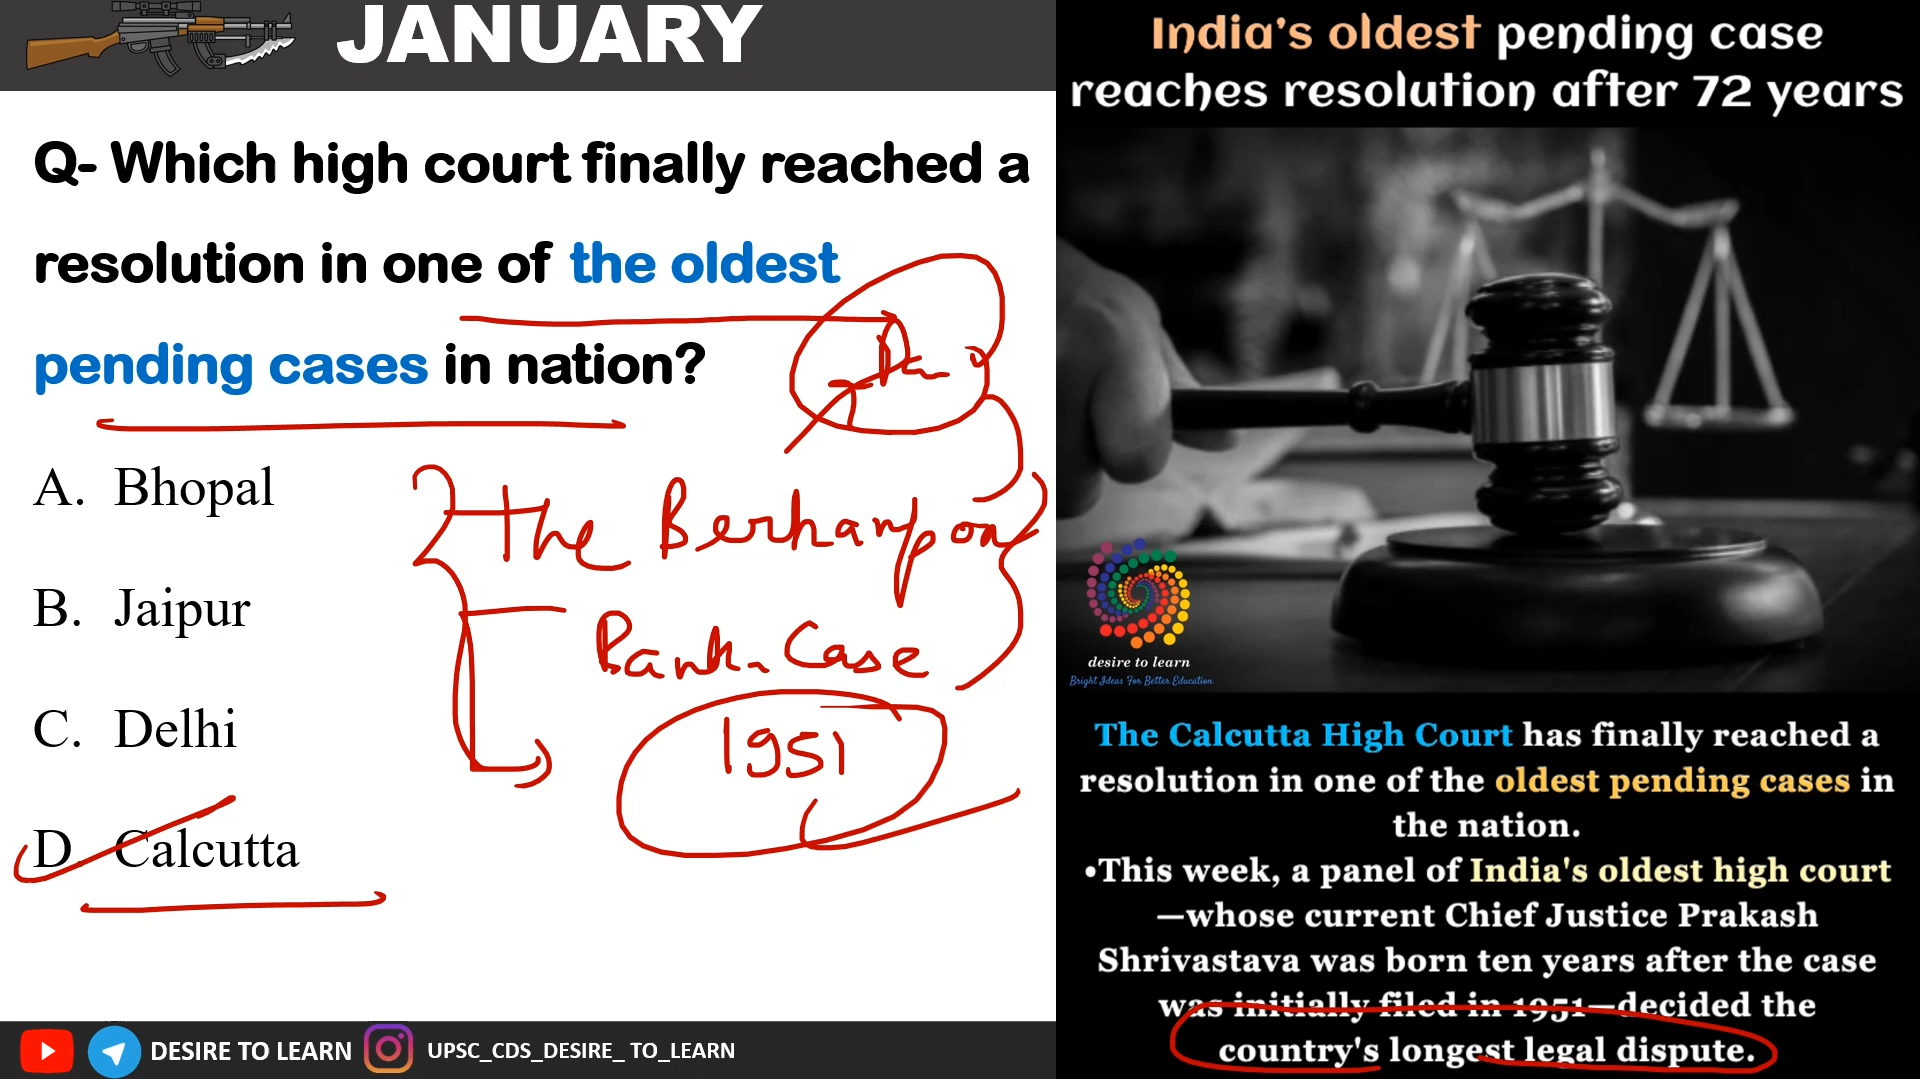 JANUARY
Q- Which high court finally reached a
resolution in one of the oldest
pending cases in nation?
A. Bhopal
B. Jaipur
C. Delhi
D. Calcutta
The Berhampore
Bank Case
1951
DESIRE TO LEARN
UPSC_CDS_DESIRE_ TO_LEARN
India's oldest pending case
reaches resolution after 72 years
desire to learn
Bright Ideas For Better Education
The Calcutta High Court has finally reached a
resolution in one of the oldest pending cases in
the nation.
•This week, a panel of India's oldest high court
—whose current Chief Justice Prakash
Shrivastava was born ten years after the case
was initially filed in 1951—decided the
country's longest legal dispute.